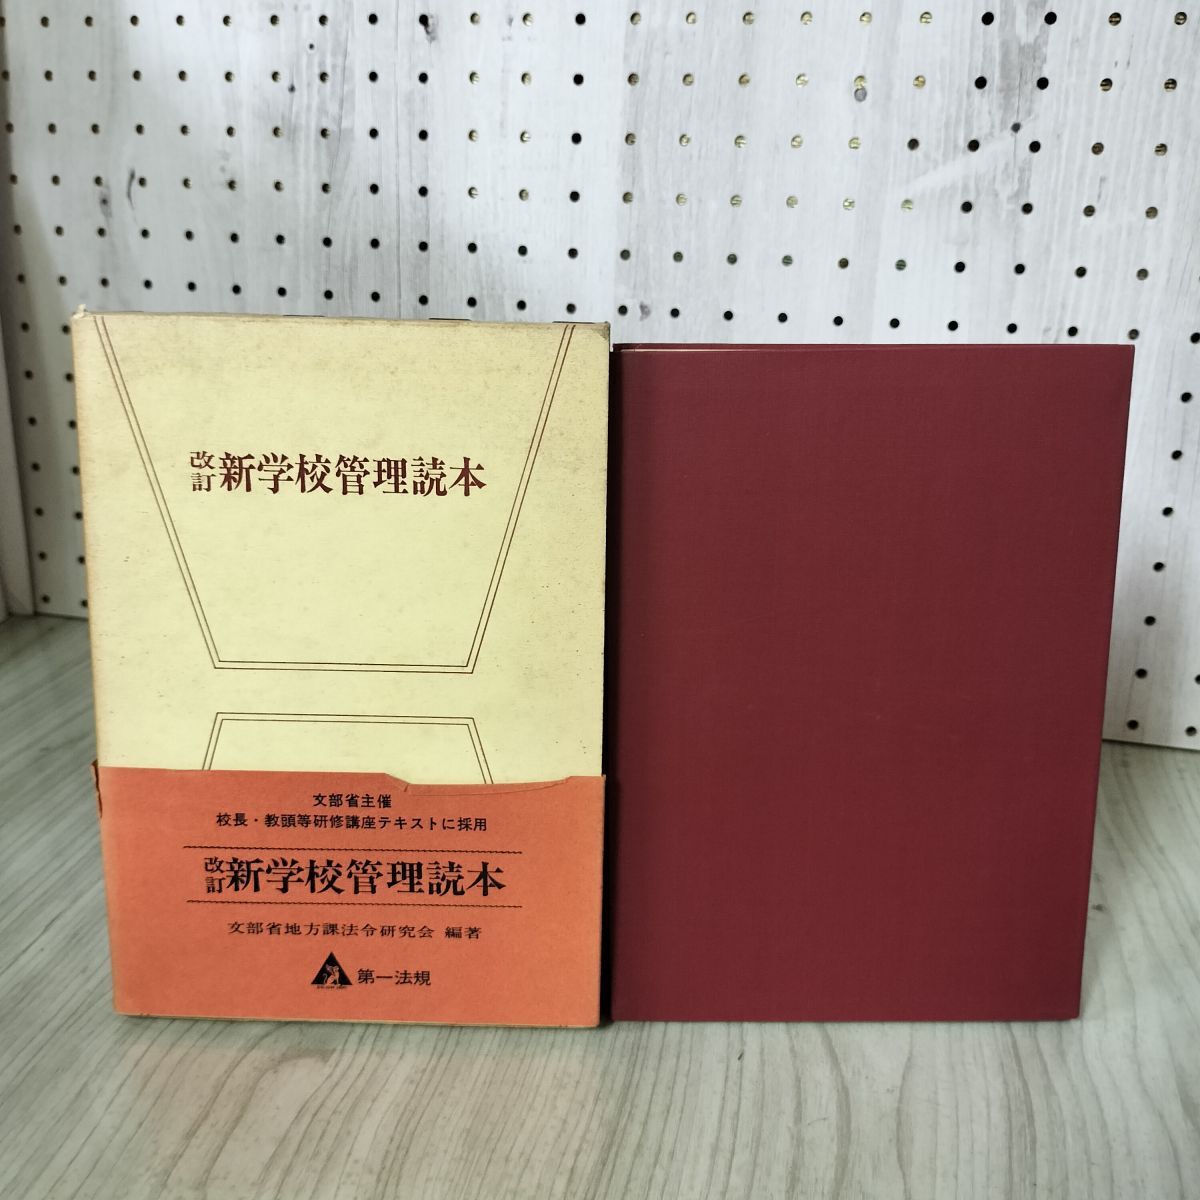 改訂 新学校管理読本
文部省主催
校長・教頭等研修講座テキストに採用
改訂 新学校管理読本
文部省地方課法令研究会 編著
第一法規